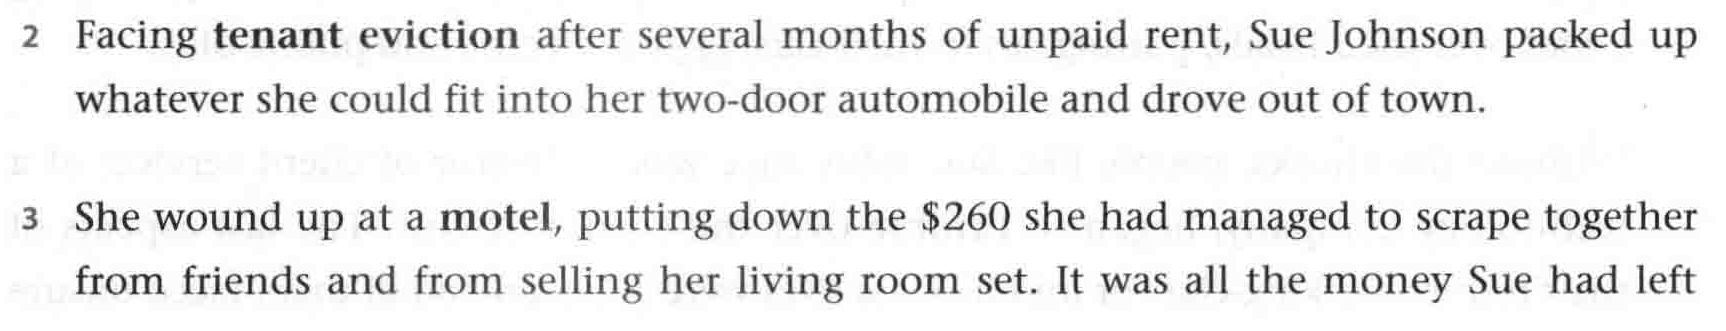 2 Facing tenant eviction after several months of unpaid rent, Sue Johnson packed up
whatever she could fit into her two-door automobile and drove out of town.
3 She wound up at a motel, putting down the $260 she had managed to scrape together
from friends and from selling her living room set. It was all the money Sue had left